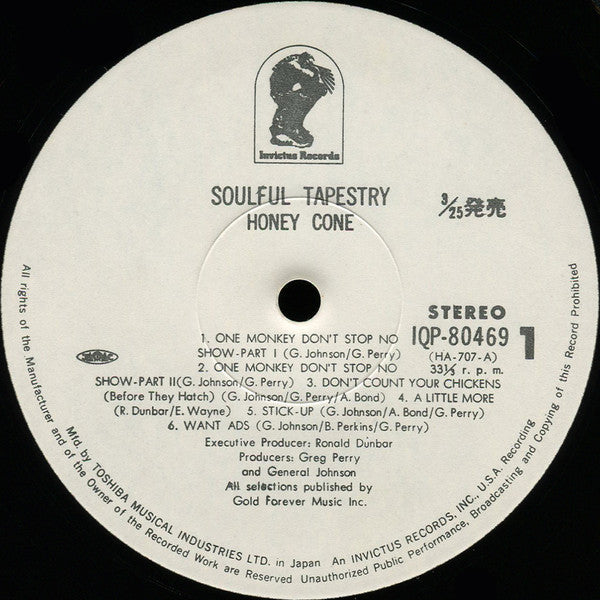 Invictus Records
SOULFUL TAPESTRY
HONEY CONE
3/25発売
STEREO
IQP-80469 1
(HA-707-A)
33⅓ r. p. m.
1. ONE MONKEY DON'T STOP NO
SHOW-PART I (G. Johnson/G. Perry)
2. ONE MONKEY DON'T STOP NO
SHOW-PART II(G. Johnson/G. Perry) 3. DON'T COUNT YOUR CHICKENS
(Before They Hatch) (G. Johnson/G. Perry/A. Bond) 4. A LITTLE MORE
(R. Dunbar/E. Wayne) 5. STICK-UP (G. Johnson/A. Bond/G. Perry)
6. WANT ADS (G. Johnson/B. Perkins/G. Perry)
Executive Producer: Ronald Dunbar
Producers: Greg Perry
and General Johnson
All selections published by
Gold Forever Music Inc.
Mfd. by TOSHIBA MUSICAL INDUSTRIES LTD. in Japan An INVICTUS RECORDS, INC., U.S.A. Recording
All rights of the Manufacturer and of the Owner of the Recorded Work are Reserved Unauthorized Public Performance, Broadcasting and Copying of this Record Prohibited